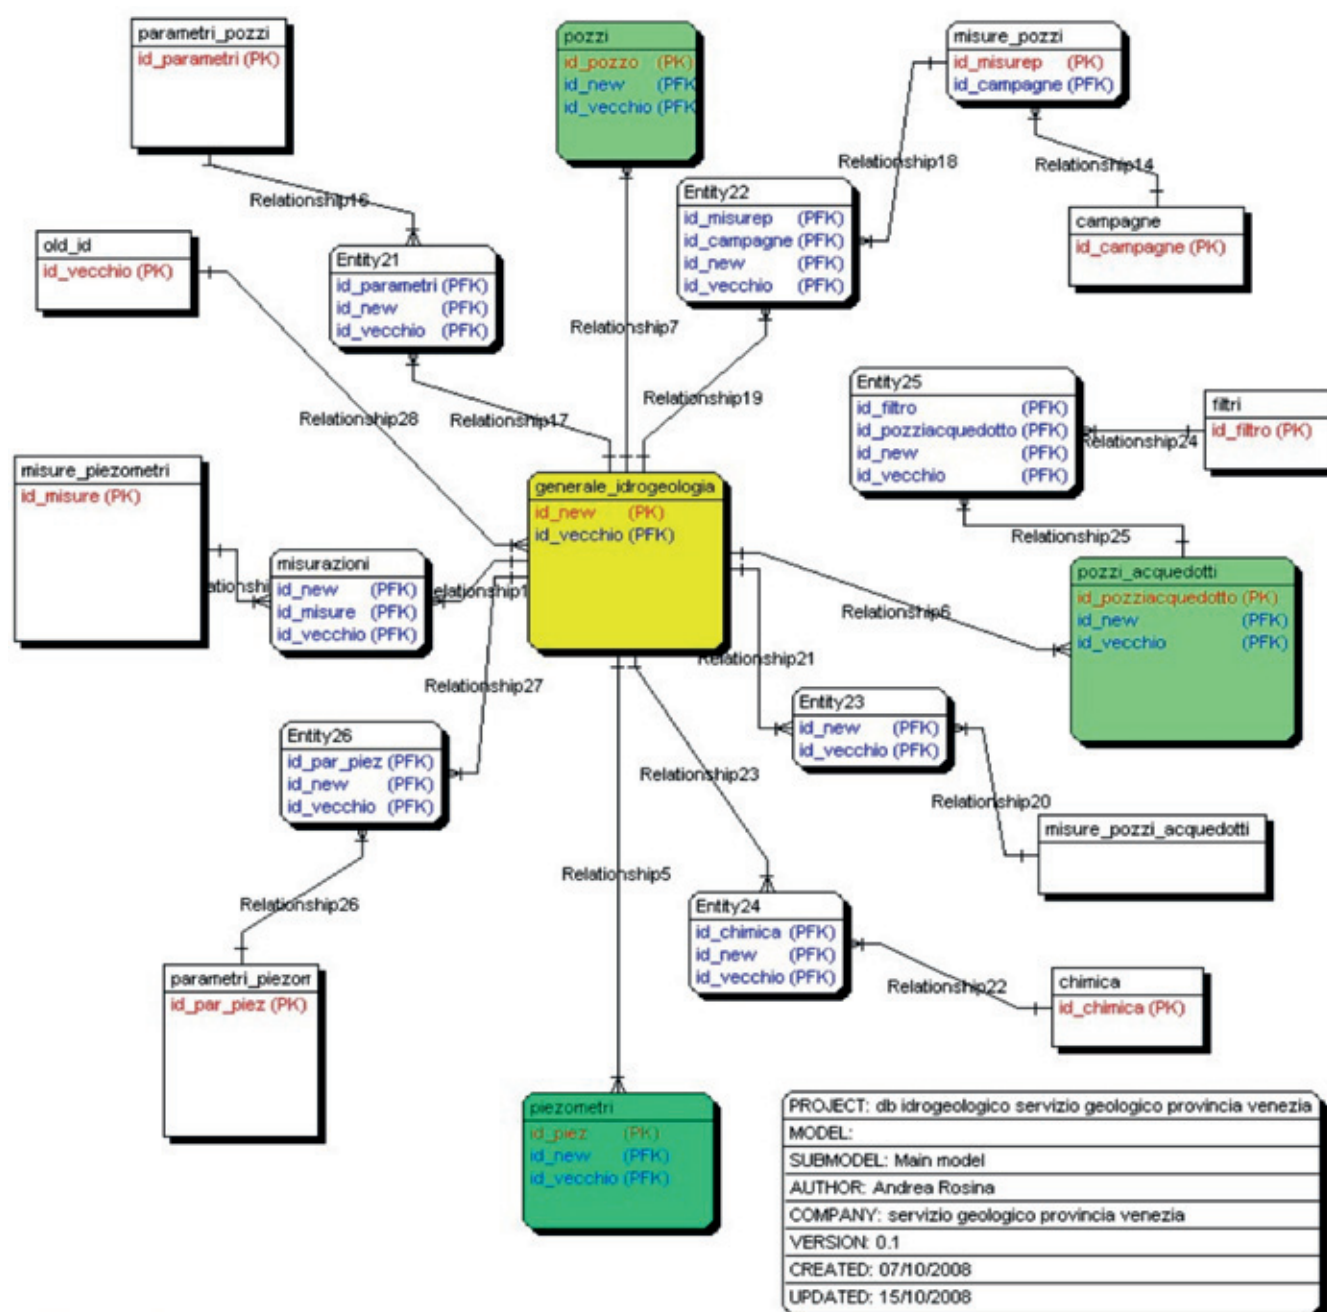 parametri_pozzi
id_parametri (PK)
pozzi
id_pozzo (PK)
id_new (PFK
id_vecchio (PFK
misure_pozzi
id_misurep (PK)
id_campagne (PFK)
Relationship18
Relationship14
Relationship16
Entity22
id_misurep (PFK)
id_campagne (PFK)
id_new (PFK)
id_vecchio (PFK)
campagne
id_campagne (PK)
old_id
id_vecchio (PK)
Entity21
id_parametri (PFK)
id_new (PFK)
id_vecchio (PFK)
Relationship7
Relationship19
Relationship28
Relationship17
Entity25
id_filtro (PFK)
id_pozziacquedotto (PFK)
id_new (PFK)
id_vecchio (PFK)
filtri
id_filtro (PK)
Relationship24
misure_piezometri
id_misure (PK)
generale_idrogeologia
id_new (PK)
id_vecchio (PFK)
Relationship25
misurazioni
id_new (PFK)
id_misure (PFK)
id_vecchio (PFK)
pozzi_acquedotti
id_pozziacquedotto (PK)
id_new (PFK)
id_vecchio (PFK)
Relationship6
Relationship21
Relationship27
Entity23
id_new (PFK)
id_vecchio (PFK)
Entity26
id_par_piez (PFK)
id_new (PFK)
id_vecchio (PFK)
Relationship23
Relationship20
misure_pozzi_acquedotti
Relationship5
Relationship26
Entity24
id_chimica (PFK)
id_new (PFK)
id_vecchio (PFK)
parametri_piezom
id_par_piez (PK)
Relationship22
chimica
id_chimica (PK)
piezometri
id_piez (PK)
id_new (PFK)
id_vecchio (PFK)
PROJECT: db idrogeologico servizio geologico provincia venezia
MODEL:
SUBMODEL: Main model
AUTHOR: Andrea Rosina
COMPANY: servizio geologico provincia venezia
VERSION: 0.1
CREATED: 07/10/2008
UPDATED: 15/10/2008